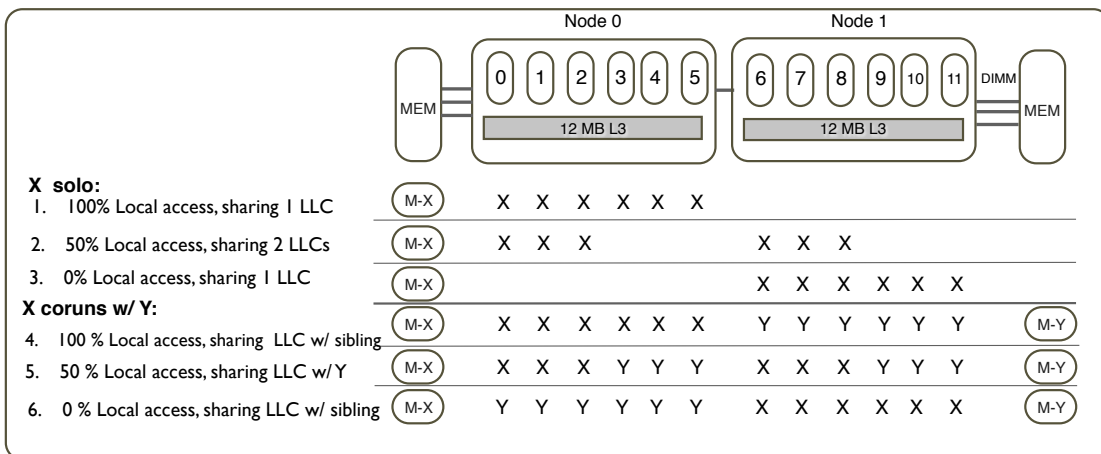 Node 0 Node 1
MEM 0 1 2 3 4 5 6 7 8 9 10 11 DIMM MEM
12 MB L3 12 MB L3
X solo:
1. 100% Local access, sharing 1 LLC M-X X X X X X X
2. 50% Local access, sharing 2 LLCs M-X X X X X X X
3. 0% Local access, sharing 1 LLC M-X X X X X X X
X coruns w/ Y:
4. 100 % Local access, sharing LLC w/ sibling M-X X X X X X X Y Y Y Y Y Y M-Y
5. 50 % Local access, sharing LLC w/ Y M-X X X X Y Y Y X X X Y Y Y M-Y
6. 0 % Local access, sharing LLC w/ sibling M-X Y Y Y Y Y Y X X X X X X M-Y